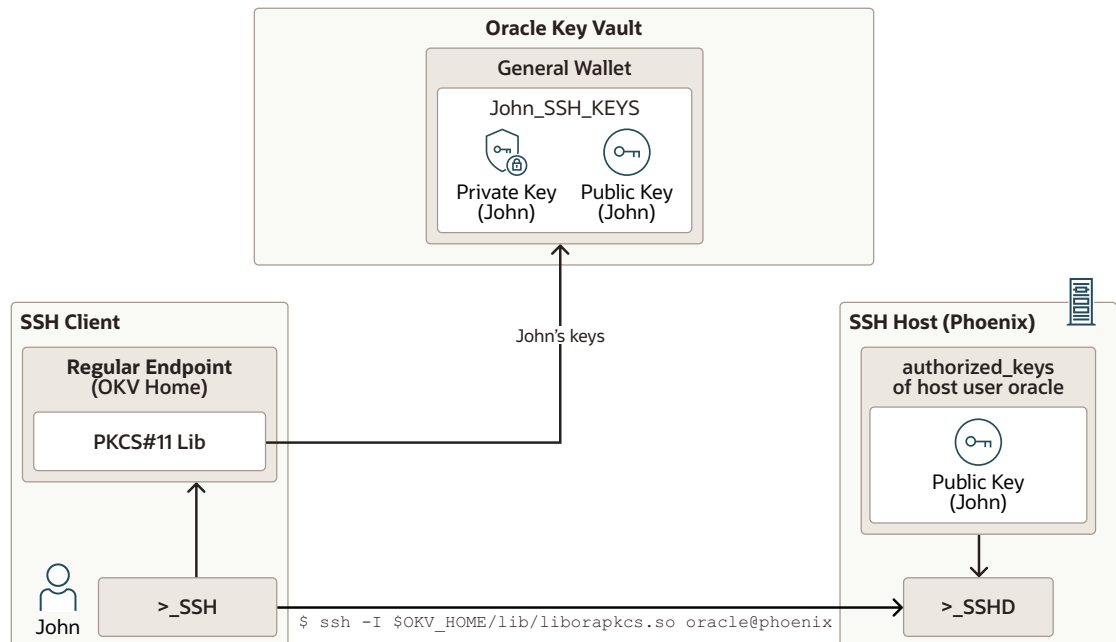 Oracle Key Vault
General Wallet
John_SSH_KEYS
Private Key
(John)
Public Key
(John)
John's keys
SSH Client
Regular Endpoint
(OKV Home)
PKCS#11 Lib
>_SSH
John
$ ssh -I $OKV_HOME/lib/liborapkcs.so oracle@phoenix
SSH Host (Phoenix)
authorized_keys
of host user oracle
Public Key
(John)
>_SSHD